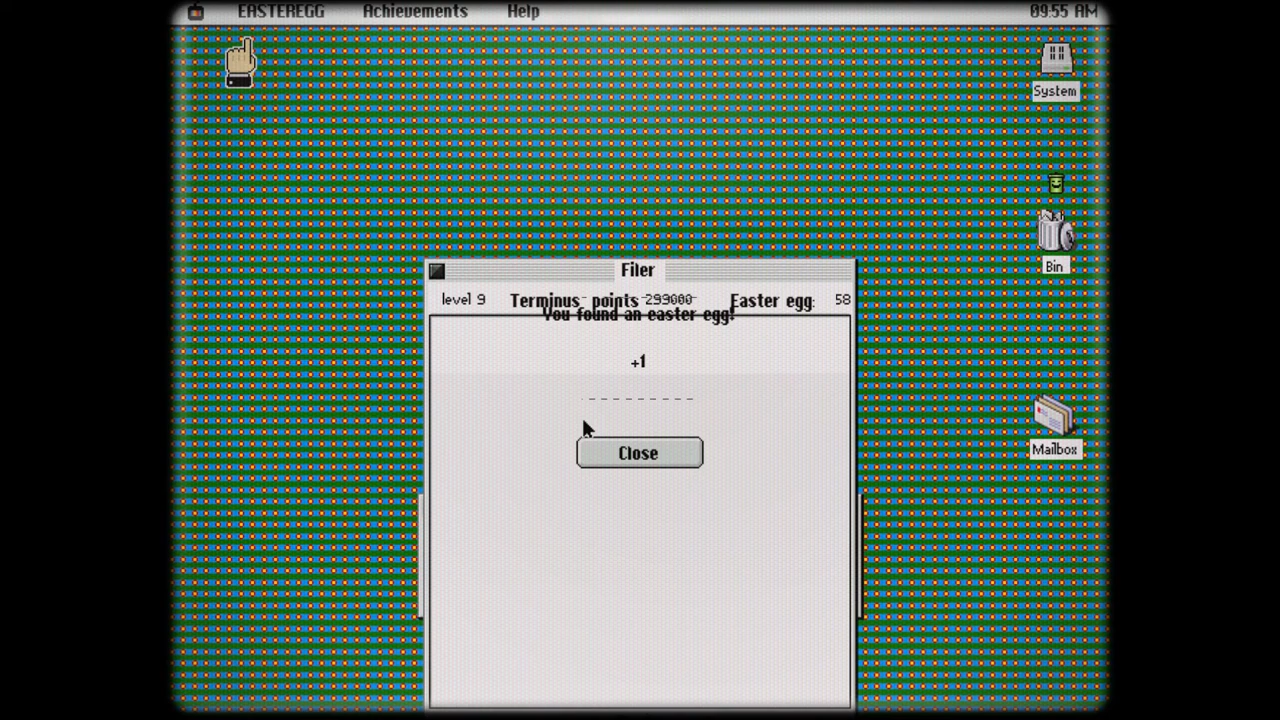 EASTEREGG Achievements Help 09:55 AM
System
Bin
Filer
level 9 Terminus points 299000 Easter egg: 58
You found an easter egg!
+1
Close
Mailbox